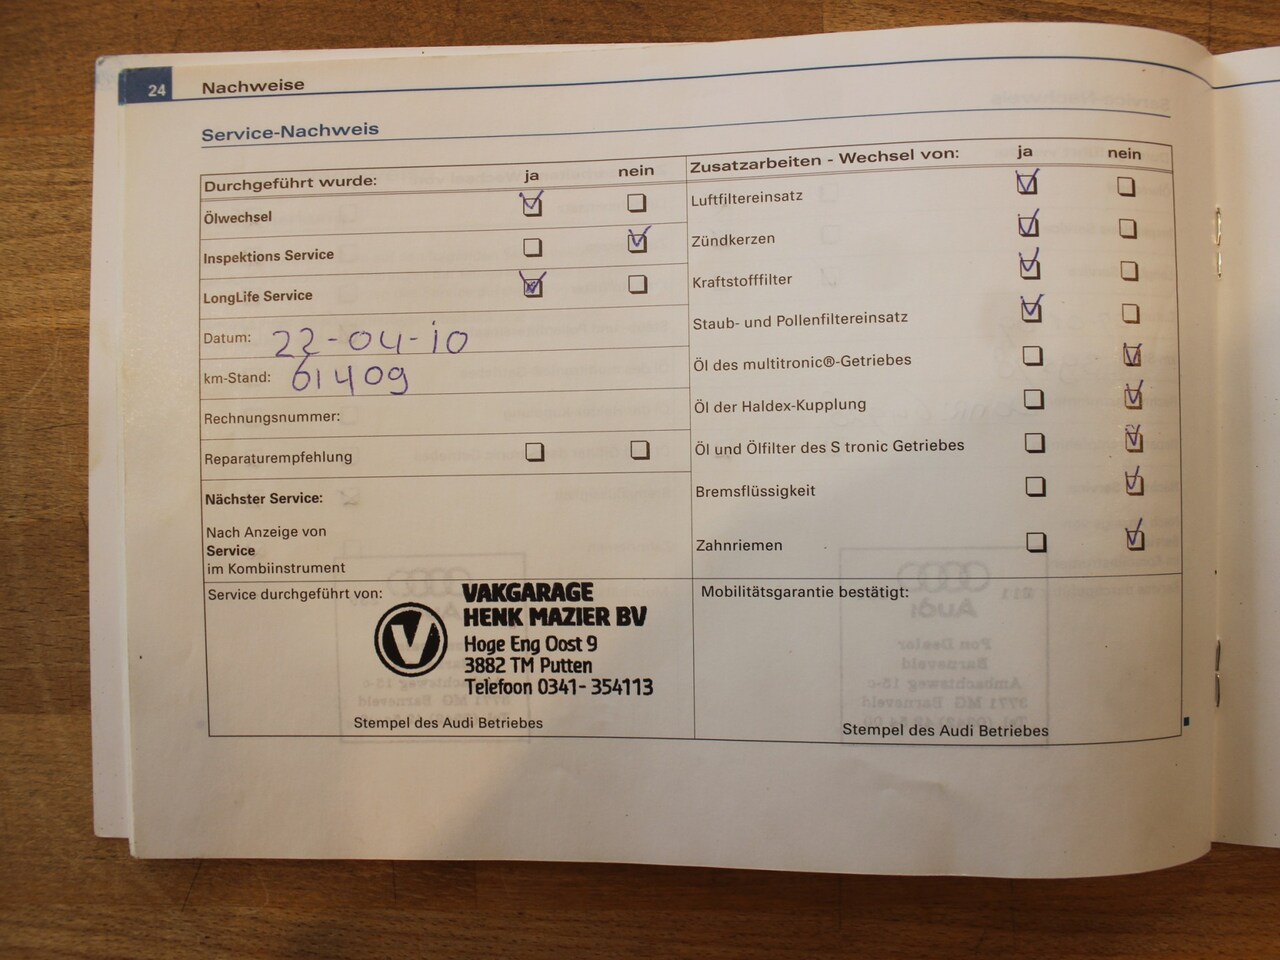 24 Nachweise
Service-Nachweis
Durchgeführt wurde: ja nein
Ölwechsel
Inspektions Service
LongLife Service
Datum: 22-04-10
km-Stand: 61409
Rechnungsnummer:
Reparaturempfehlung
Nächster Service:
Nach Anzeige von
Service
im Kombiinstrument
Zusatzarbeiten - Wechsel von: ja nein
Luftfiltereinsatz
Zündkerzen
Kraftstofffilter
Staub- und Pollenfiltereinsatz
Öl des multitronic®-Getriebes
Öl der Haldex-Kupplung
Öl und Ölfilter des S tronic Getriebes
Bremsflüssigkeit
Zahnriemen
Service durchgeführt von:
V
VAKGARAGE
HENK MAZIER BV
Hoge Eng Oost 9
3882 TM Putten
Telefoon 0341-354113
Stempel des Audi Betriebes
Mobilitätsgarantie bestätigt:
Stempel des Audi Betriebes